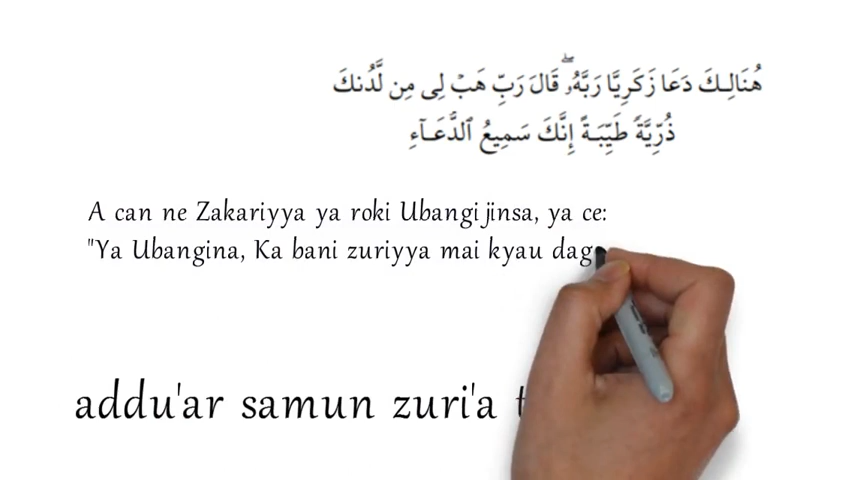 هُنَالِكَ دَعَا زَكَرِيَّا رَبَّهُۥۖ قَالَ رَبِّ هَبْ لِى مِن لَّدُنكَ
ذُرِّيَّةً طَيِّبَةً إِنَّكَ سَمِيعُ ٱلدُّعَآءِ
A can ne Zakariyya ya roki Ubangijinsa, ya ce:
"Ya Ubangina, Ka bani zuriyya mai kyau dag
addu'ar samun zuri'a